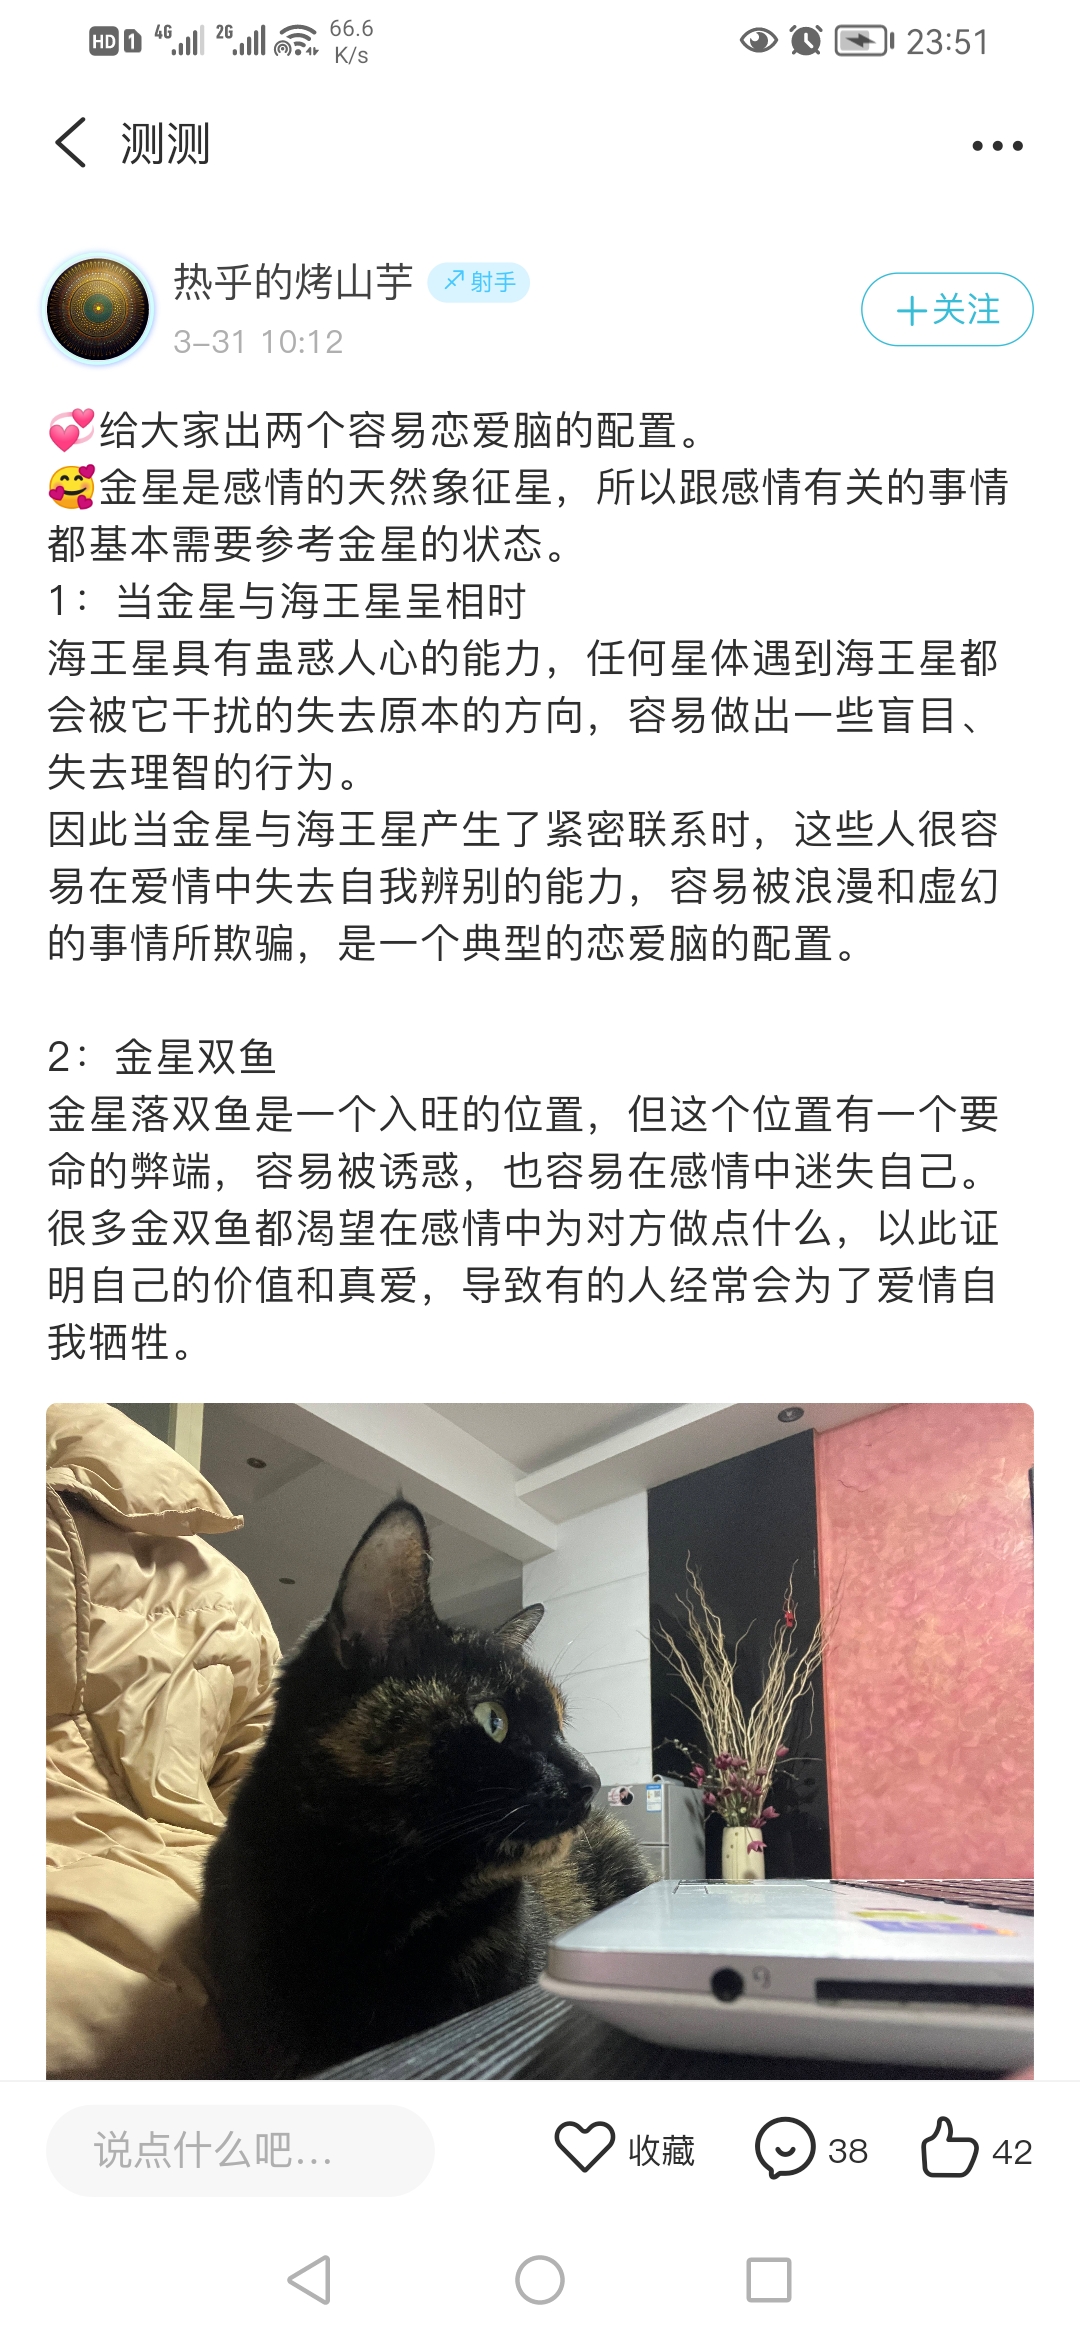 HD 1 4G 2G 66.6 K/s 23:51
测测
热乎的烤山芋 射手
3-31 10:12
+关注
💞给大家出两个容易恋爱脑的配置。
🥰金星是感情的天然象征星，所以跟感情有关的事情
都基本需要参考金星的状态。
1：当金星与海王星呈相时
海王星具有蛊惑人心的能力，任何星体遇到海王星都
会被它干扰的失去原本的方向，容易做出一些盲目、
失去理智的行为。
因此当金星与海王星产生了紧密联系时，这些人很容
易在爱情中失去自我辨别的能力，容易被浪漫和虚幻
的事情所欺骗，是一个典型的恋爱脑的配置。
2：金星双鱼
金星落双鱼是一个入旺的位置，但这个位置有一个要
命的弊端，容易被诱惑，也容易在感情中迷失自己。
很多金双鱼都渴望在感情中为对方做点什么，以此证
明自己的价值和真爱，导致有的人经常会为了爱情自
我牺牲。
说点什么吧... 收藏 38 42